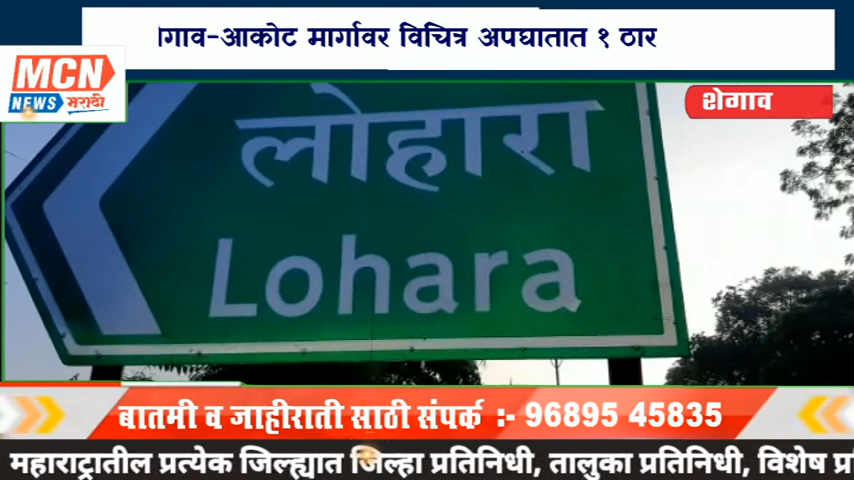 शेगाव-आकोट मार्गावर विचित्र अपघातात १ ठार
MCN
NEWS मराठी
शेगाव
लोहारा
Lohara
बातमी व जाहीराती साठी संपर्क :- 96895 45835
महाराट्रातील प्रत्येक जिल्ह्यात जिल्हा प्रतिनिधी, तालुका प्रतिनिधी, विशेष प्र